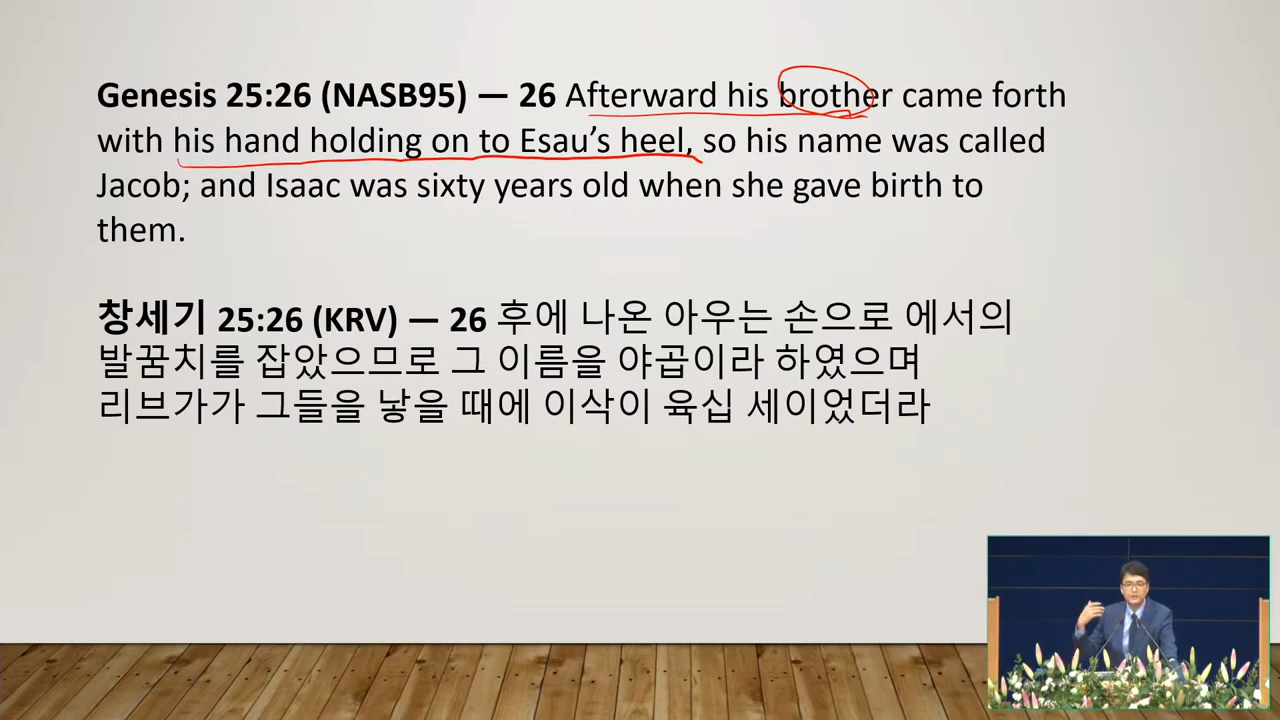 Genesis 25:26 (NASB95) — 26 Afterward his brother came forth
with his hand holding on to Esau’s heel, so his name was called
Jacob; and Isaac was sixty years old when she gave birth to
them.
창세기 25:26 (KRV) — 26 후에 나온 아우는 손으로 에서의
발꿈치를 잡았으므로 그 이름을 야곱이라 하였으며
리브가가 그들을 낳을 때에 이삭이 육십 세이었더라